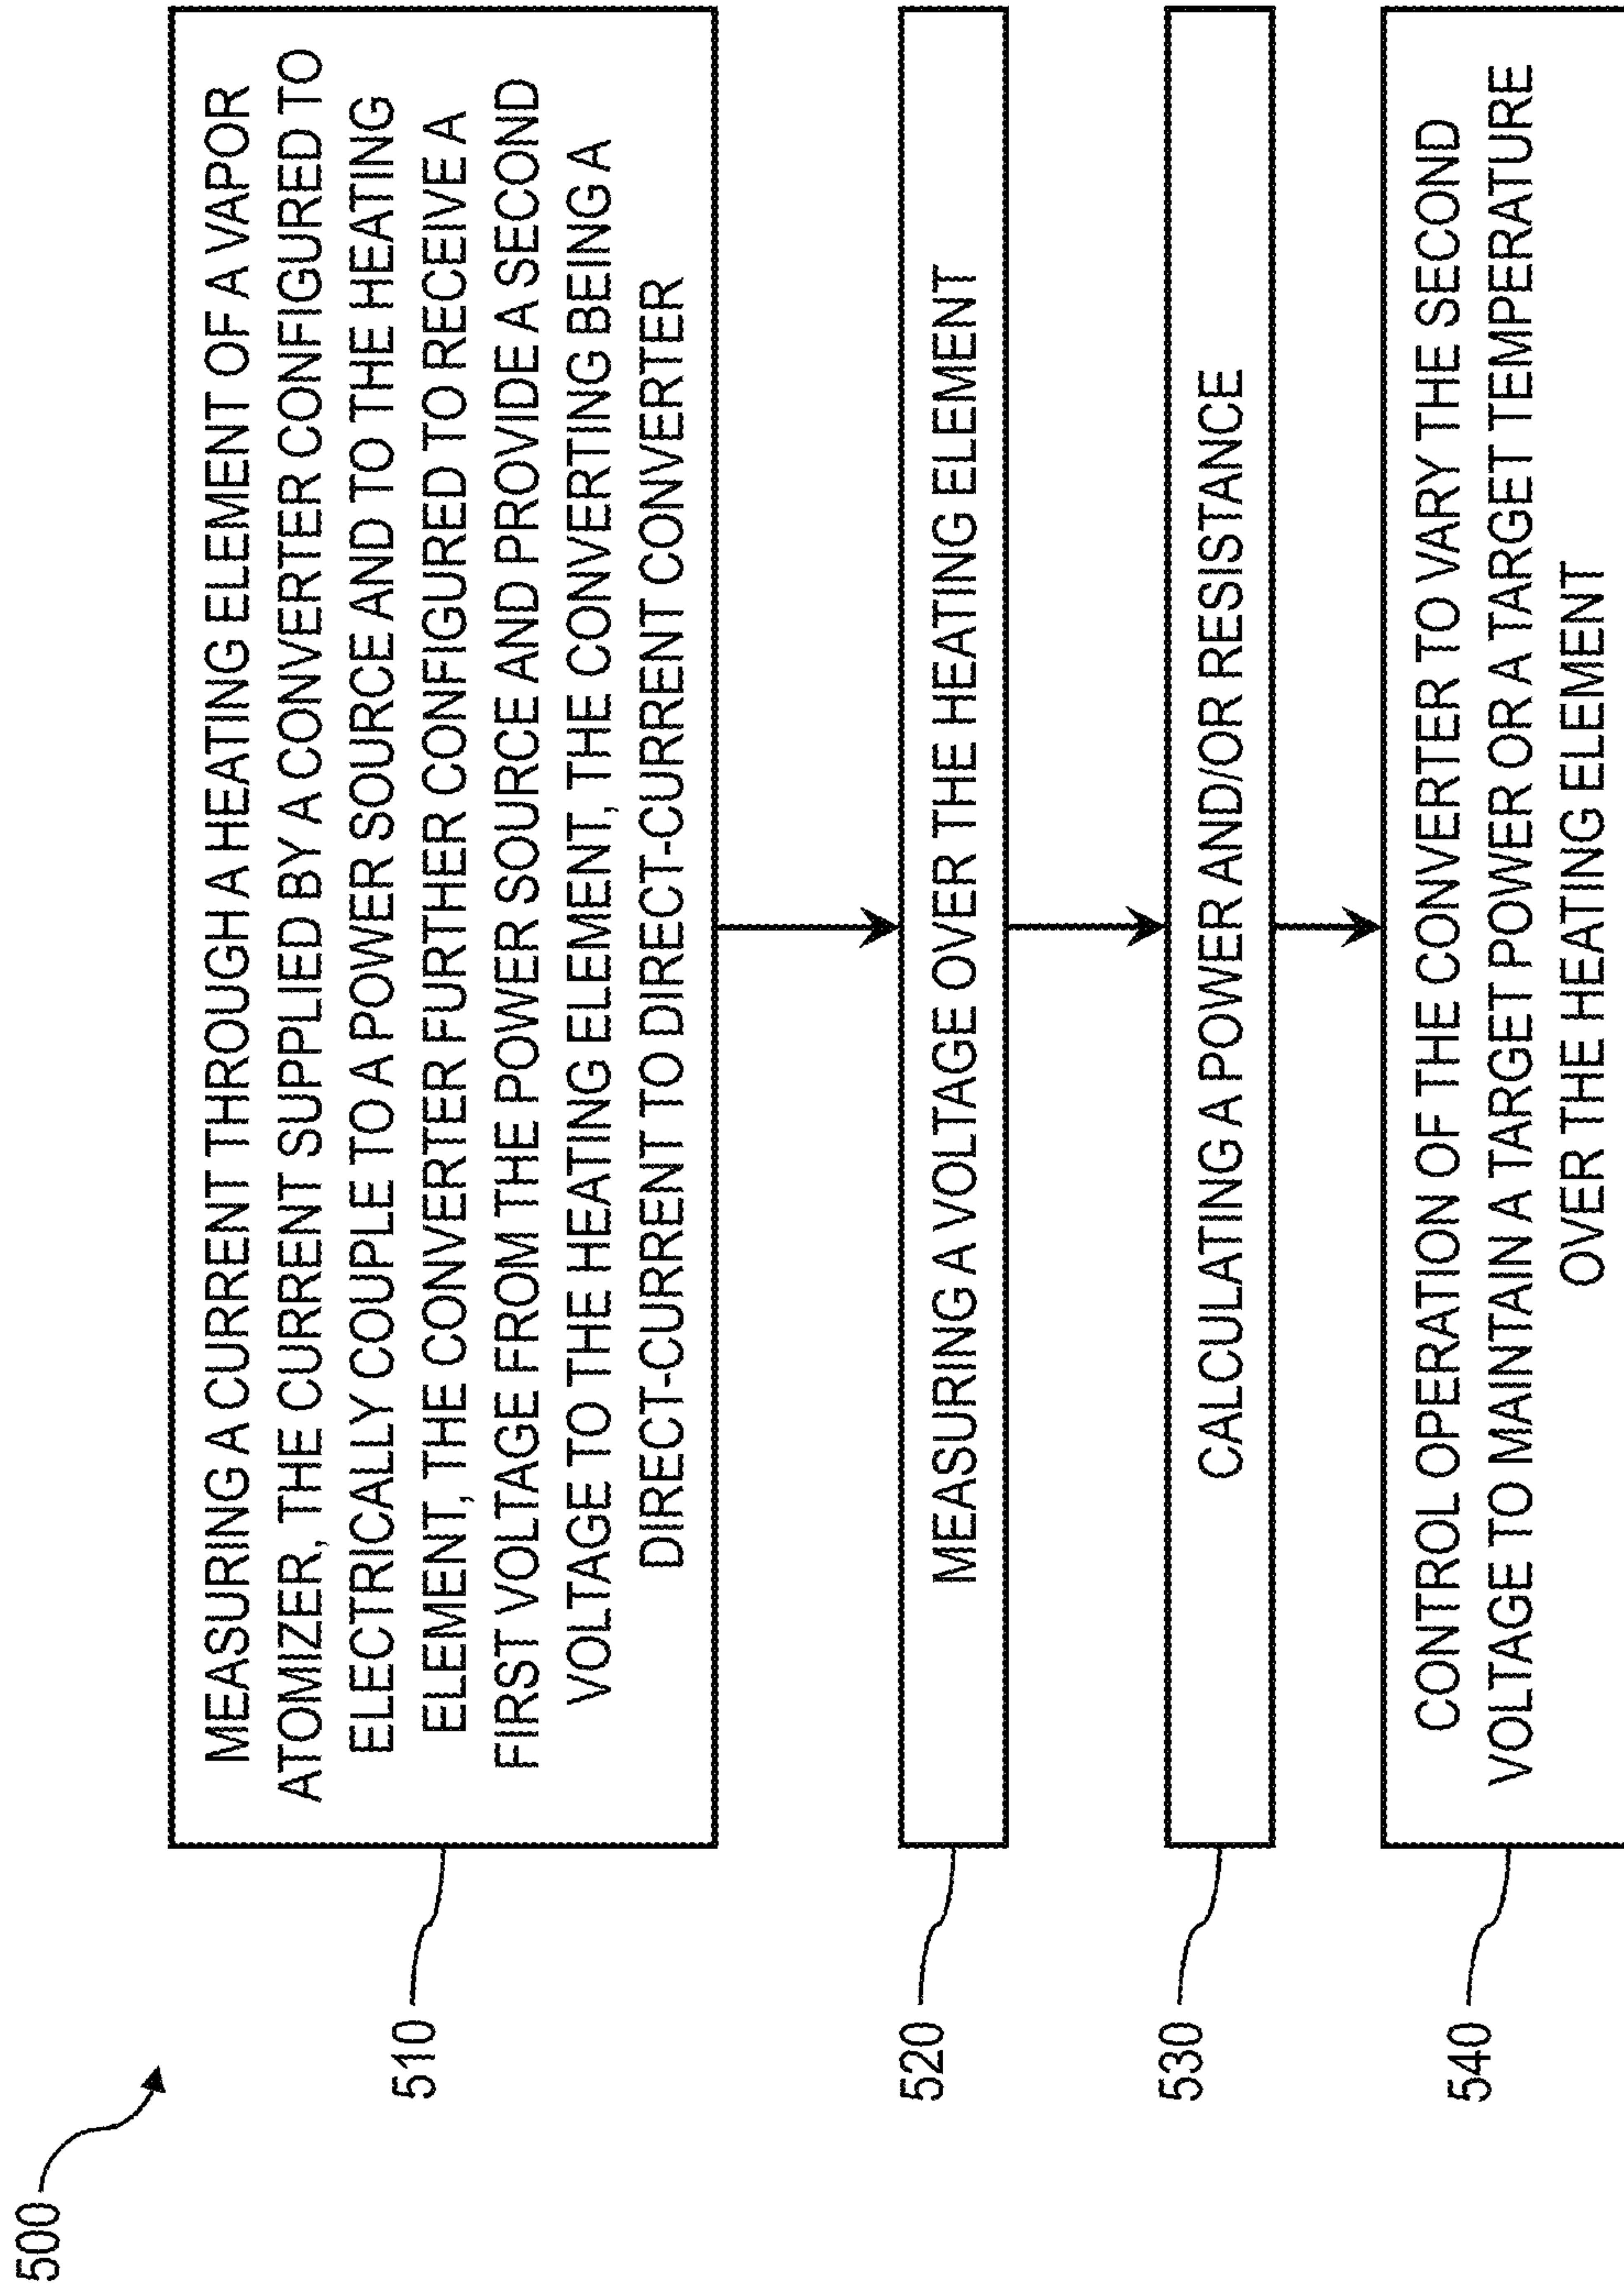 500
510
MEASURING A CURRENT THROUGH A HEATING ELEMENT OF A VAPOR
ATOMIZER, THE CURRENT SUPPLIED BY A CONVERTER CONFIGURED TO
ELECTRICALLY COUPLE TO A POWER SOURCE AND TO THE HEATING
ELEMENT, THE CONVERTER FURTHER CONFIGURED TO RECEIVE A
FIRST VOLTAGE FROM THE POWER SOURCE AND PROVIDE A SECOND
VOLTAGE TO THE HEATING ELEMENT, THE CONVERTING BEING A
DIRECT-CURRENT TO DIRECT-CURRENT CONVERTER
520
MEASURING A VOLTAGE OVER THE HEATING ELEMENT
530
CALCULATING A POWER AND/OR RESISTANCE
540
CONTROL OPERATION OF THE CONVERTER TO VARY THE SECOND
VOLTAGE TO MAINTAIN A TARGET POWER OR A TARGET TEMPERATURE
OVER THE HEATING ELEMENT